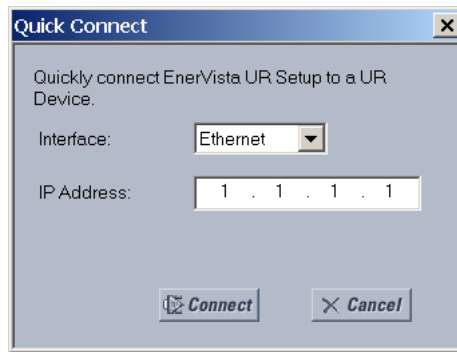 Quick Connect
Quickly connect EnerVista UR Setup to a UR
Device.
Interface: Ethernet
IP Address: 1 . 1 . 1 . 1
Connect Cancel